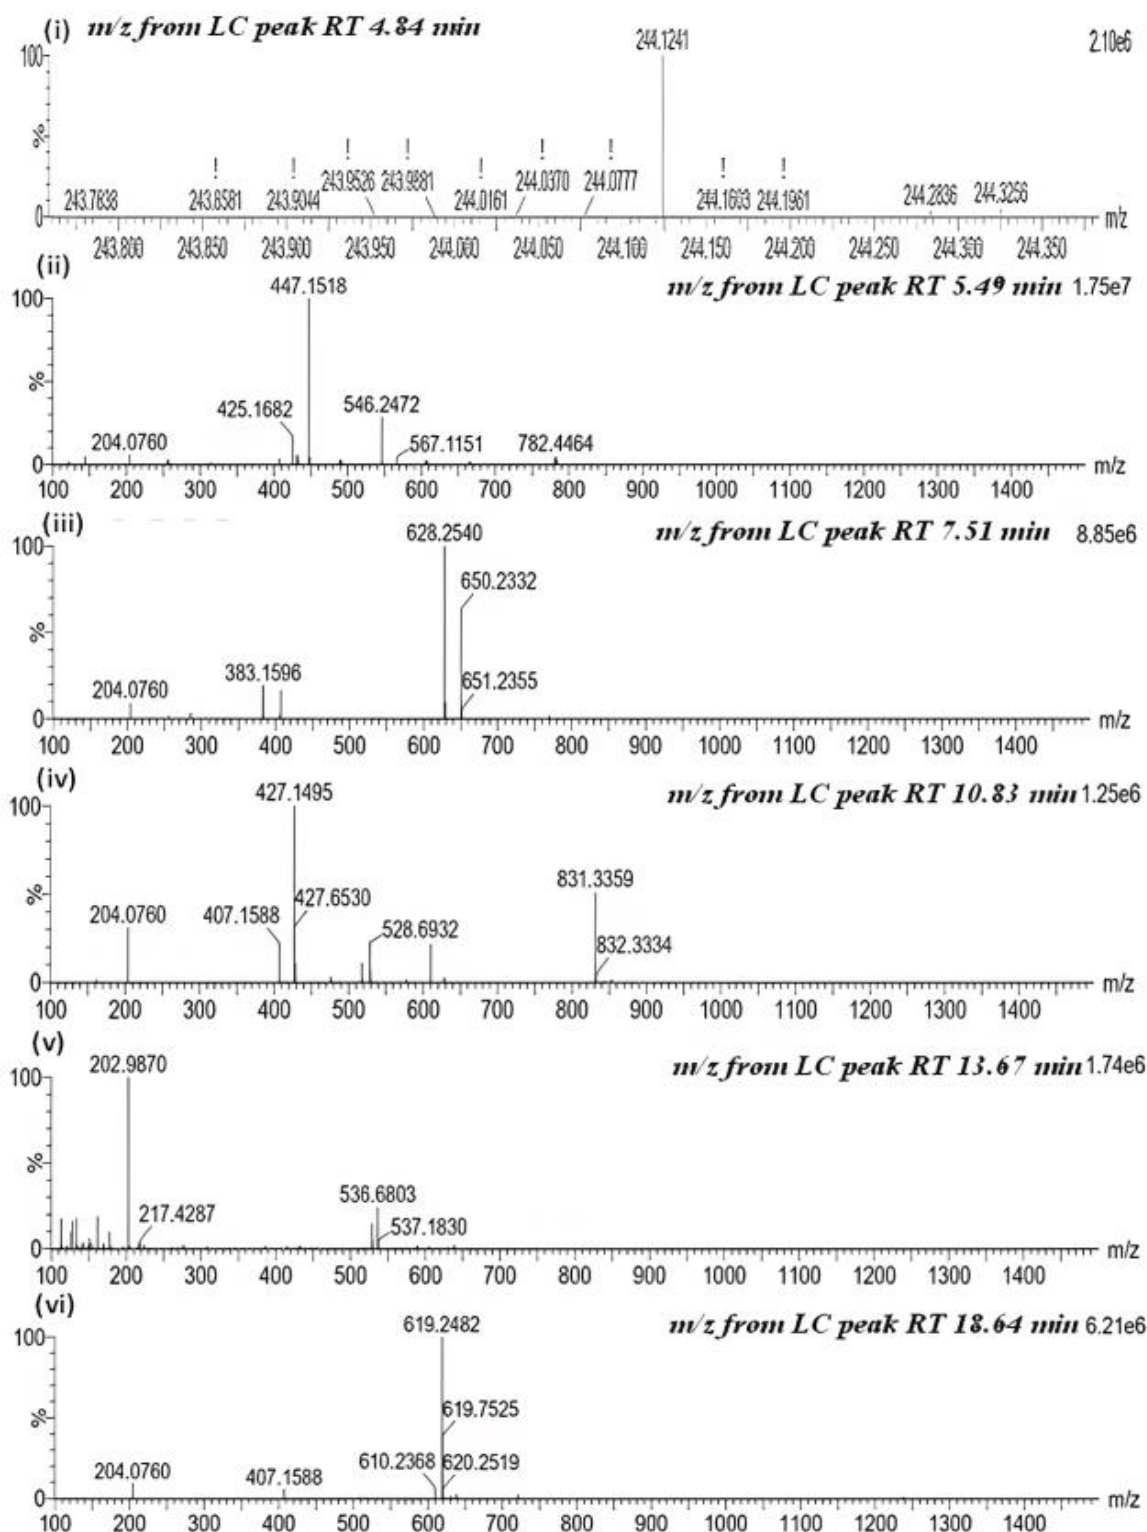 (i) m/z from LC peak RT 4.84 min
244.1241 2.10e6
100
%
! ! ! ! ! ! ! ! !
243.7838 243.8581 243.9044 243.9526 243.9881 244.0161 244.0370 244.0777 244.1603 244.1961 244.2836 244.3256
0 m/z
243.800 243.850 243.900 243.950 244.000 244.050 244.100 244.150 244.200 244.250 244.300 244.350
(ii) m/z from LC peak RT 5.49 min 1.75e7
447.1518
100
%
425.1682 546.2472
204.0760 567.1151 782.4464
0 m/z
100 200 300 400 500 600 700 800 900 1000 1100 1200 1300 1400
(iii) m/z from LC peak RT 7.51 min 8.85e6
628.2540
100
650.2332
%
383.1596
204.0760 651.2355
0 m/z
100 200 300 400 500 600 700 800 900 1000 1100 1200 1300 1400
(iv) m/z from LC peak RT 10.83 min 1.25e6
427.1495
100
831.3359
%
427.6530
204.0760 407.1588 528.6932
832.3334
0 m/z
100 200 300 400 500 600 700 800 900 1000 1100 1200 1300 1400
(v) m/z from LC peak RT 13.67 min 1.74e6
202.9870
100
%
536.6803
217.4287 537.1830
0 m/z
100 200 300 400 500 600 700 800 900 1000 1100 1200 1300 1400
(vi) m/z from LC peak RT 18.64 min 6.21e6
619.2482
100
619.7525
%
610.2368 620.2519
204.0760 407.1588
0 m/z
100 200 300 400 500 600 700 800 900 1000 1100 1200 1300 1400